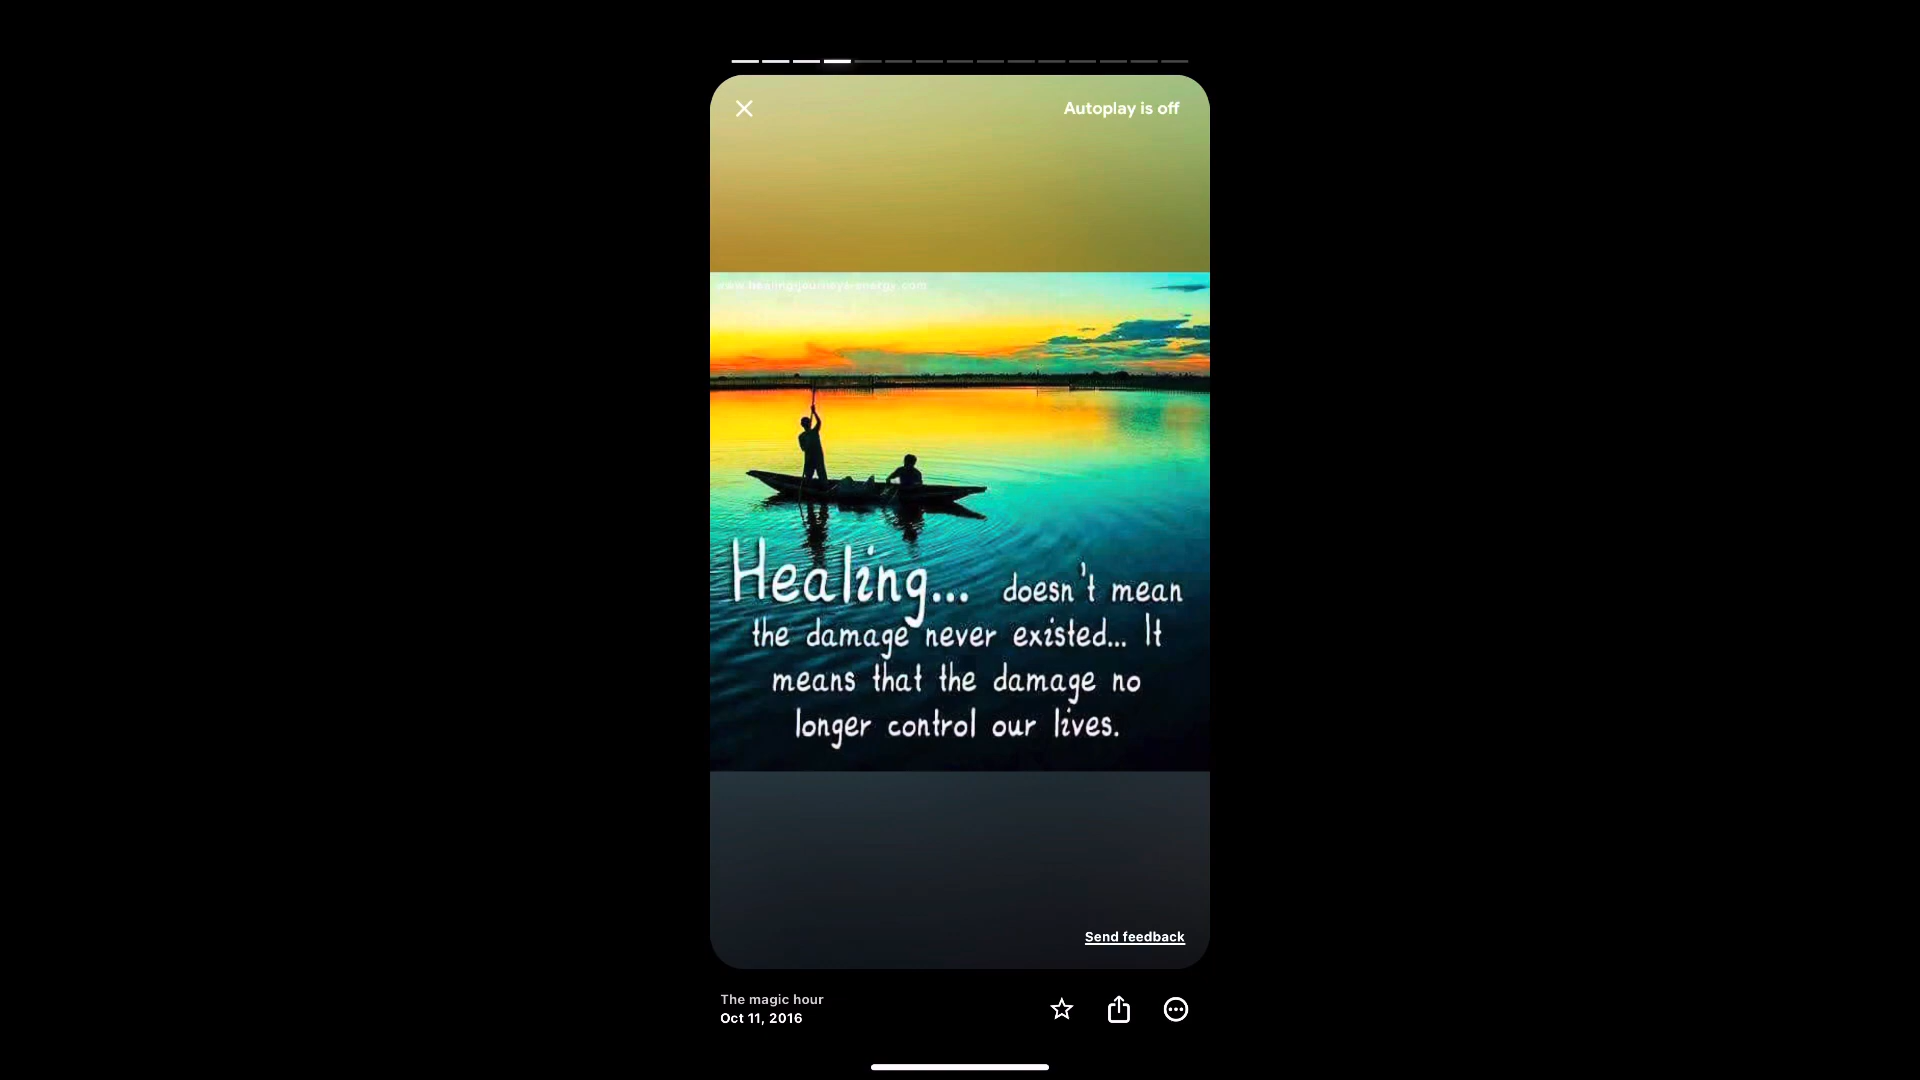 Autoplay is off
Healing... doesn't mean
the damage never existed... It
means that the damage no
longer control our lives.
Send feedback
The magic hour
Oct 11, 2016